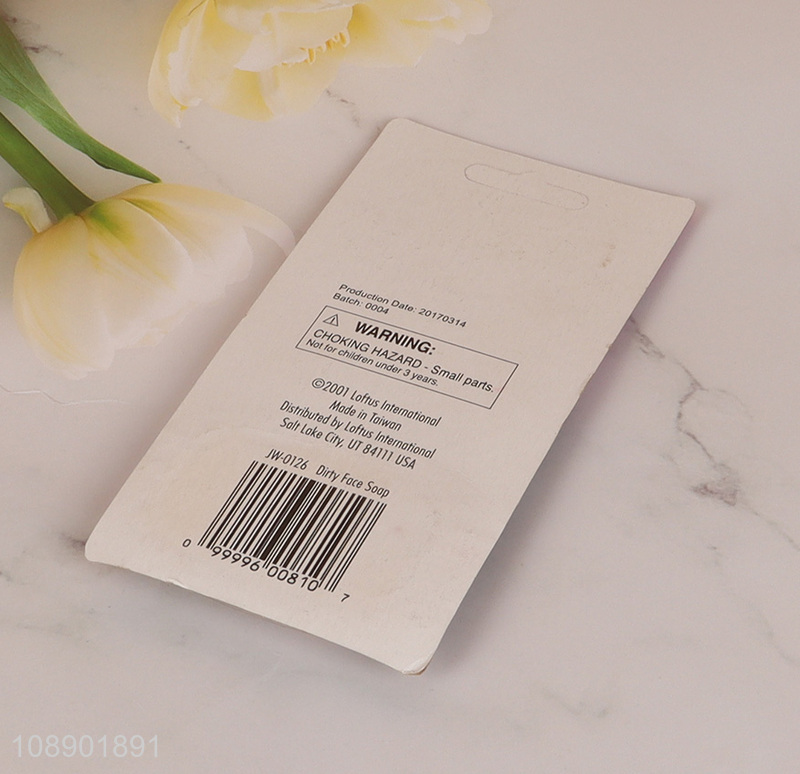 Production Date: 20170314
Batch: 0004
WARNING:
CHOKING HAZARD - Small parts.
Not for children under 3 years.
©2001 Loftus International
Made in Taiwan
Distributed by Loftus International
Salt Lake City, UT 84111 USA
JW-0126 Dirty Face Soap
0 99996 00810 7
108901891